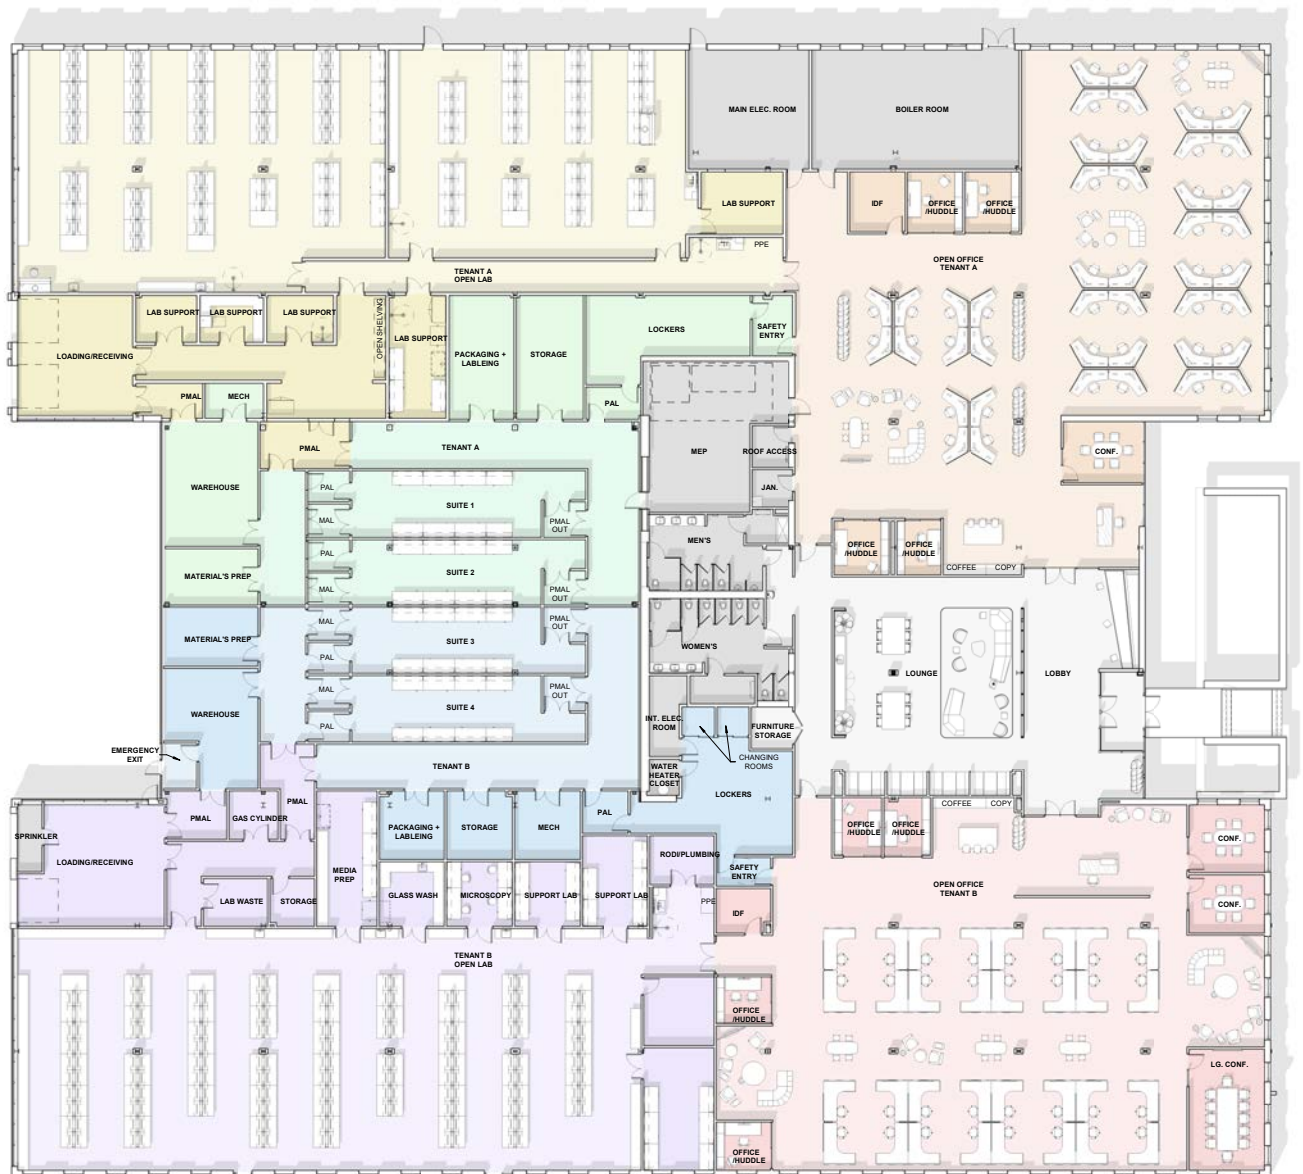 MAIN ELEC. ROOM
BOILER ROOM
LAB SUPPORT
IDF
OFFICE
/HUDDLE
OFFICE
/HUDDLE
PPE
OPEN OFFICE
TENANT A
TENANT A
OPEN LAB
LAB SUPPORT
LAB SUPPORT
LAB SUPPORT
OPEN SHELVING
LAB SUPPORT
LOADING/RECEIVING
PACKAGING +
LABLEING
STORAGE
LOCKERS
SAFETY
ENTRY
PMAL
MECH
PAL
PMAL
TENANT A
MEP
ROOF ACCESS
JAN.
CONF.
WAREHOUSE
PAL
SUITE 1
MAL
PMAL
OUT
MEN'S
OFFICE
/HUDDLE
OFFICE
/HUDDLE
COFFEE
COPY
PAL
SUITE 2
MATERIAL'S PREP
MAL
PMAL
OUT
MATERIAL'S PREP
MAL
SUITE 3
PMAL
OUT
PAL
WOMEN'S
LOUNGE
LOBBY
MAL
PMAL
OUT
WAREHOUSE
SUITE 4
PAL
INT. ELEC.
ROOM
FURNITURE
STORAGE
EMERGENCY
EXIT
CHANGING
ROOMS
TENANT B
WATER
HEATER
CLOSET
LOCKERS
PMAL
PMAL
GAS CYLINDER
PACKAGING +
LABLEING
STORAGE
MECH
PAL
COFFEE
COPY
OFFICE
/HUDDLE
OFFICE
/HUDDLE
CONF.
SPRINKLER
LOADING/RECEIVING
MEDIA
PREP
RODI/PLUMBING
SAFETY
ENTRY
OPEN OFFICE
TENANT B
GLASS WASH
MICROSCOPY
SUPPORT LAB
SUPPORT LAB
LAB WASTE
STORAGE
PPE
IDF
CONF.
TENANT B
OPEN LAB
OFFICE
/HUDDLE
LG. CONF.
OFFICE
/HUDDLE